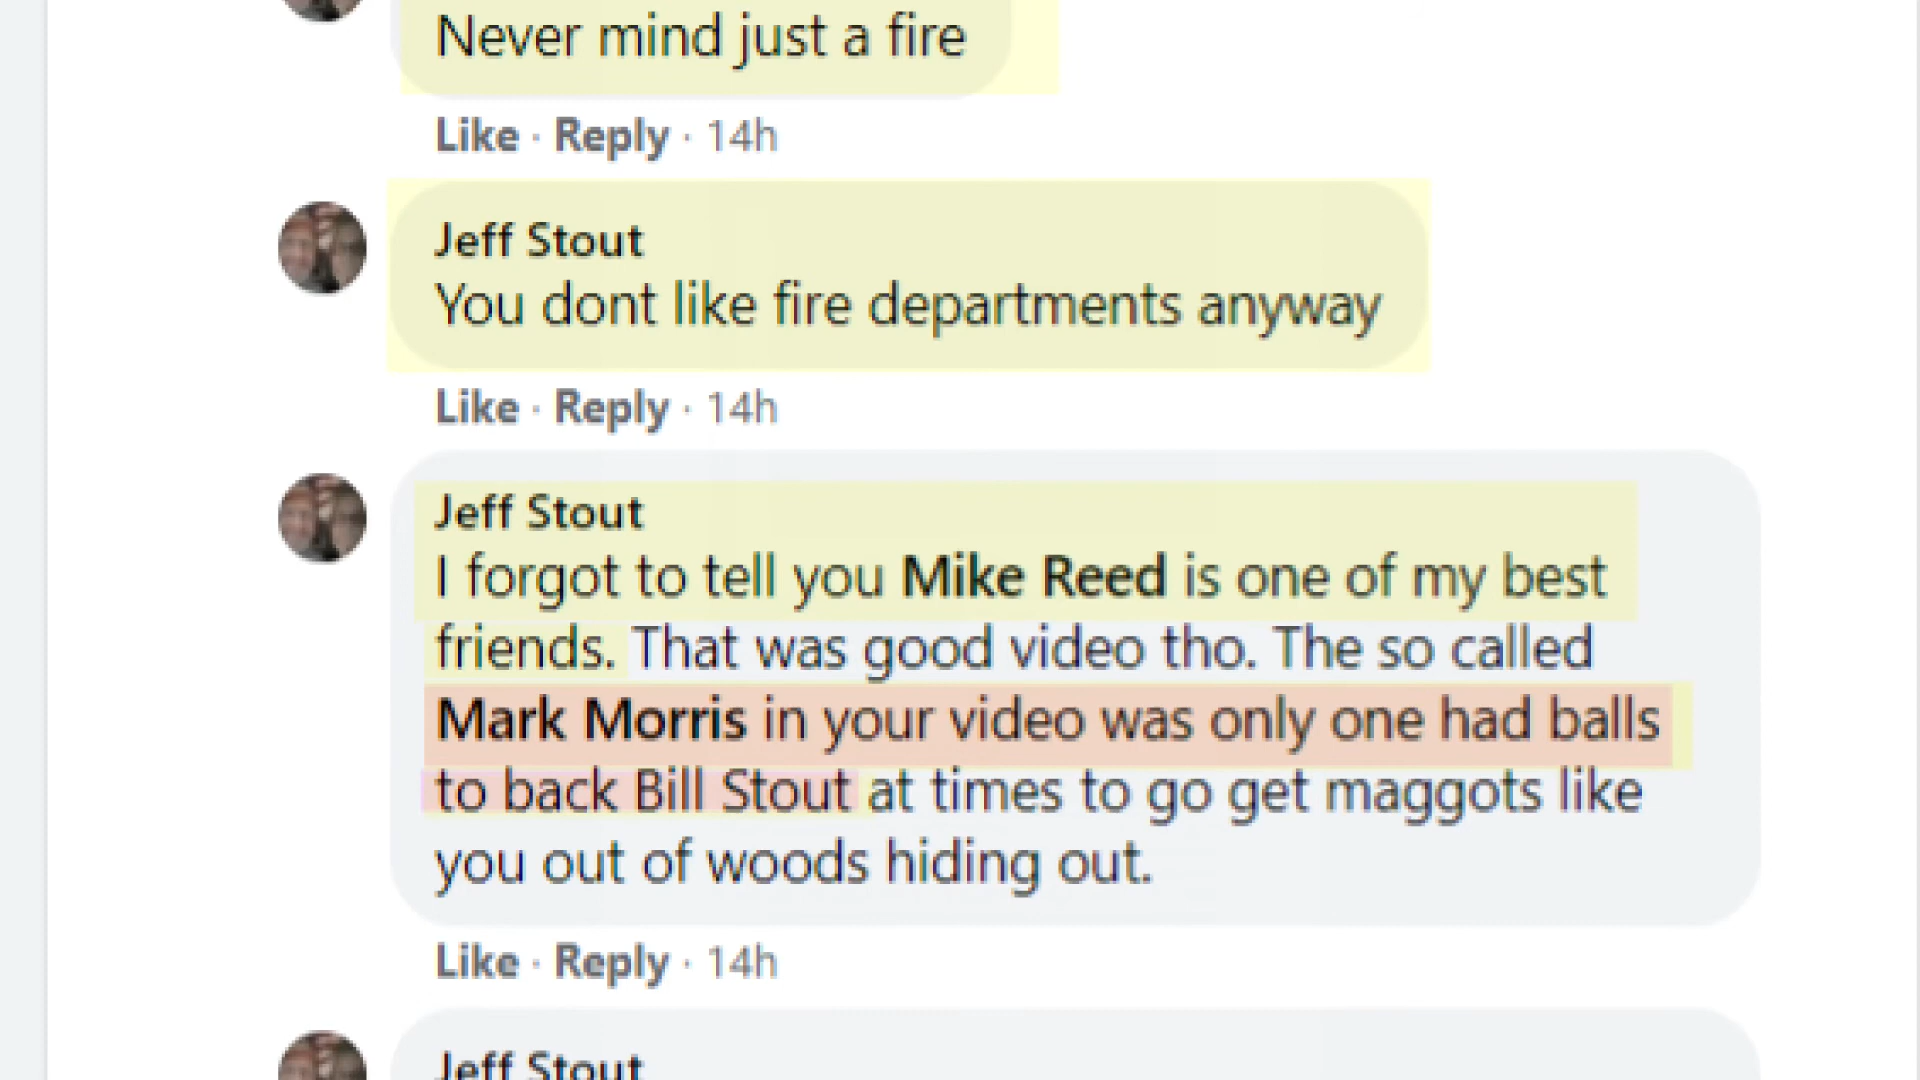 Never mind just a fire
Like · Reply · 14h
Jeff Stout
You dont like fire departments anyway
Like · Reply · 14h
Jeff Stout
I forgot to tell you Mike Reed is one of my best
friends. That was good video tho. The so called
Mark Morris in your video was only one had balls
to back Bill Stout at times to go get maggots like
you out of woods hiding out.
Like · Reply · 14h
Jeff Stout